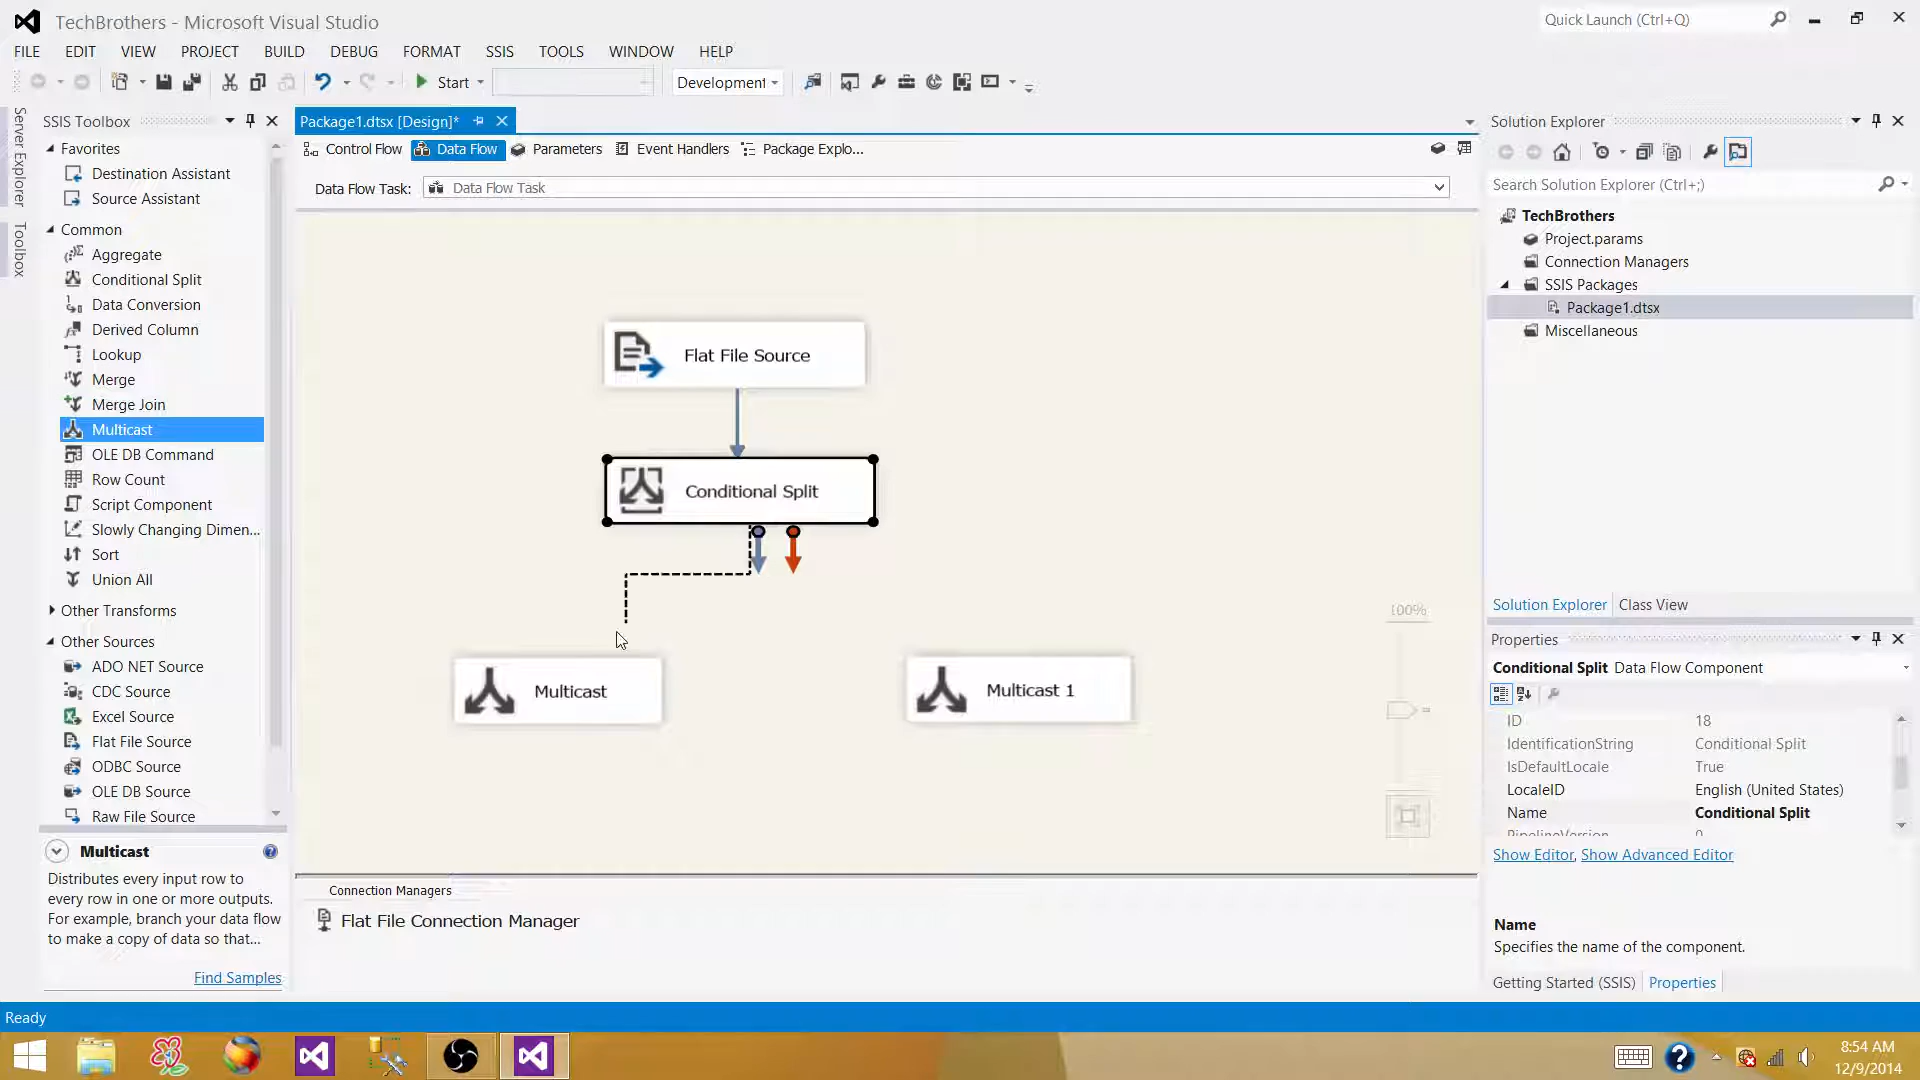 TechBrothers - Microsoft Visual Studio
Quick Launch (Ctrl+Q)
FILE EDIT VIEW PROJECT BUILD DEBUG FORMAT SSIS TOOLS WINDOW HELP
Start
Development
Server Explorer
Toolbox
SSIS Toolbox
Favorites
Destination Assistant
Source Assistant
Common
Aggregate
Conditional Split
Data Conversion
Derived Column
Lookup
Merge
Merge Join
Multicast
OLE DB Command
Row Count
Script Component
Slowly Changing Dimen...
Sort
Union All
Other Transforms
Other Sources
ADO NET Source
CDC Source
Excel Source
Flat File Source
ODBC Source
OLE DB Source
Raw File Source
Multicast
Distributes every input row to
every row in one or more outputs.
For example, branch your data flow
to make a copy of data so that...
Find Samples
Package1.dtsx [Design]*
Control Flow Data Flow Parameters Event Handlers Package Explo...
Data Flow Task: Data Flow Task
Flat File Source
Conditional Split
Multicast
Multicast 1
100%
Connection Managers
Flat File Connection Manager
Solution Explorer
Search Solution Explorer (Ctrl+;)
TechBrothers
Project.params
Connection Managers
SSIS Packages
Package1.dtsx
Miscellaneous
Solution Explorer Class View
Properties
Conditional Split Data Flow Component
ID 18
IdentificationString Conditional Split
IsDefaultLocale True
LocaleID English (United States)
Name Conditional Split
PipelineVersion 0
Show Editor, Show Advanced Editor
Name
Specifies the name of the component.
Getting Started (SSIS) Properties
Ready
8:54 AM
12/9/2014